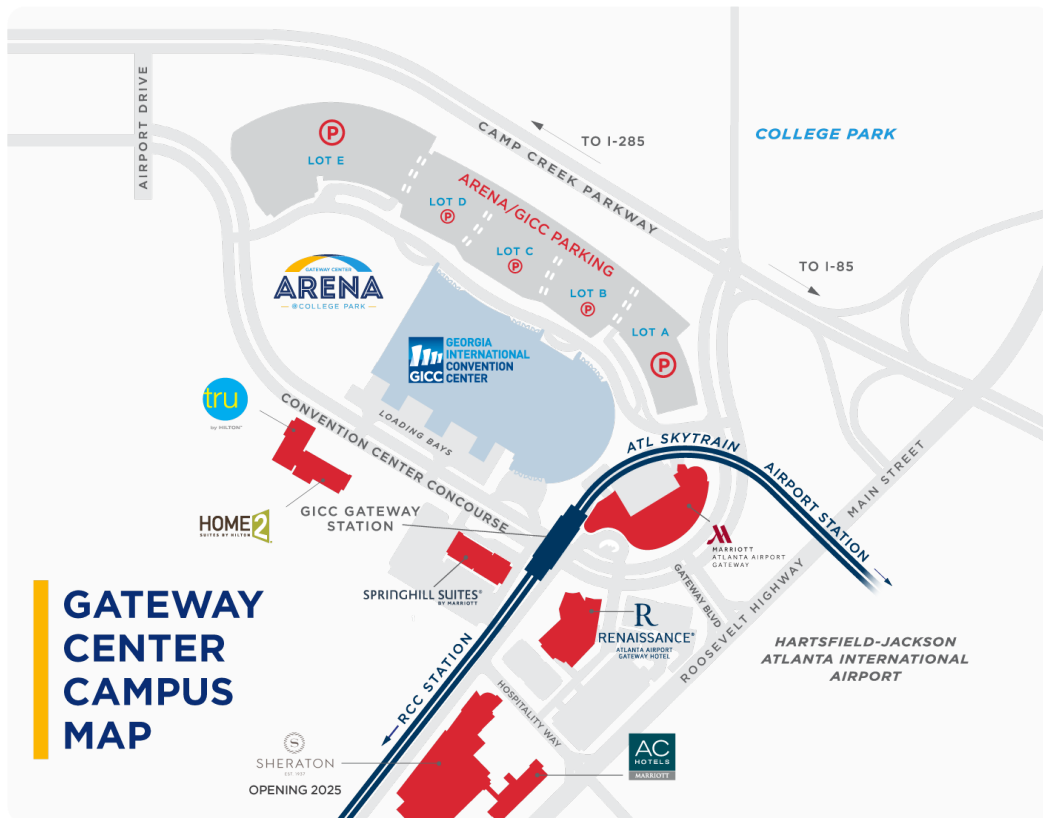 AIRPORT DRIVE
P
LOT E
CAMP CREEK PARKWAY
TO I-285
COLLEGE PARK
ARENA/GICC PARKING
LOT D
P
LOT C
P
LOT B
P
LOT A
P
TO I-85
GATEWAY CENTER
ARENA
@COLLEGE PARK
GICC
GEORGIA
INTERNATIONAL
CONVENTION
CENTER
tru
by HILTON™
CONVENTION CENTER CONCOURSE
LOADING BAYS
ATL SKYTRAIN
AIRPORT STATION
MAIN STREET
HOME2
SUITES BY HILTON
GICC GATEWAY
STATION
MARRIOTT
ATLANTA AIRPORT
GATEWAY
SPRINGHILL SUITES®
BY MARRIOTT
GATEWAY BLVD
ROOSEVELT HIGHWAY
R
RENAISSANCE®
ATLANTA AIRPORT
GATEWAY HOTEL
GATEWAY
CENTER
CAMPUS
MAP
HARTSFIELD-JACKSON
ATLANTA INTERNATIONAL
AIRPORT
RCC STATION
HOSPITALITY WAY
S
SHERATON
EST. 1937
OPENING 2025
AC
HOTELS
MARRIOTT